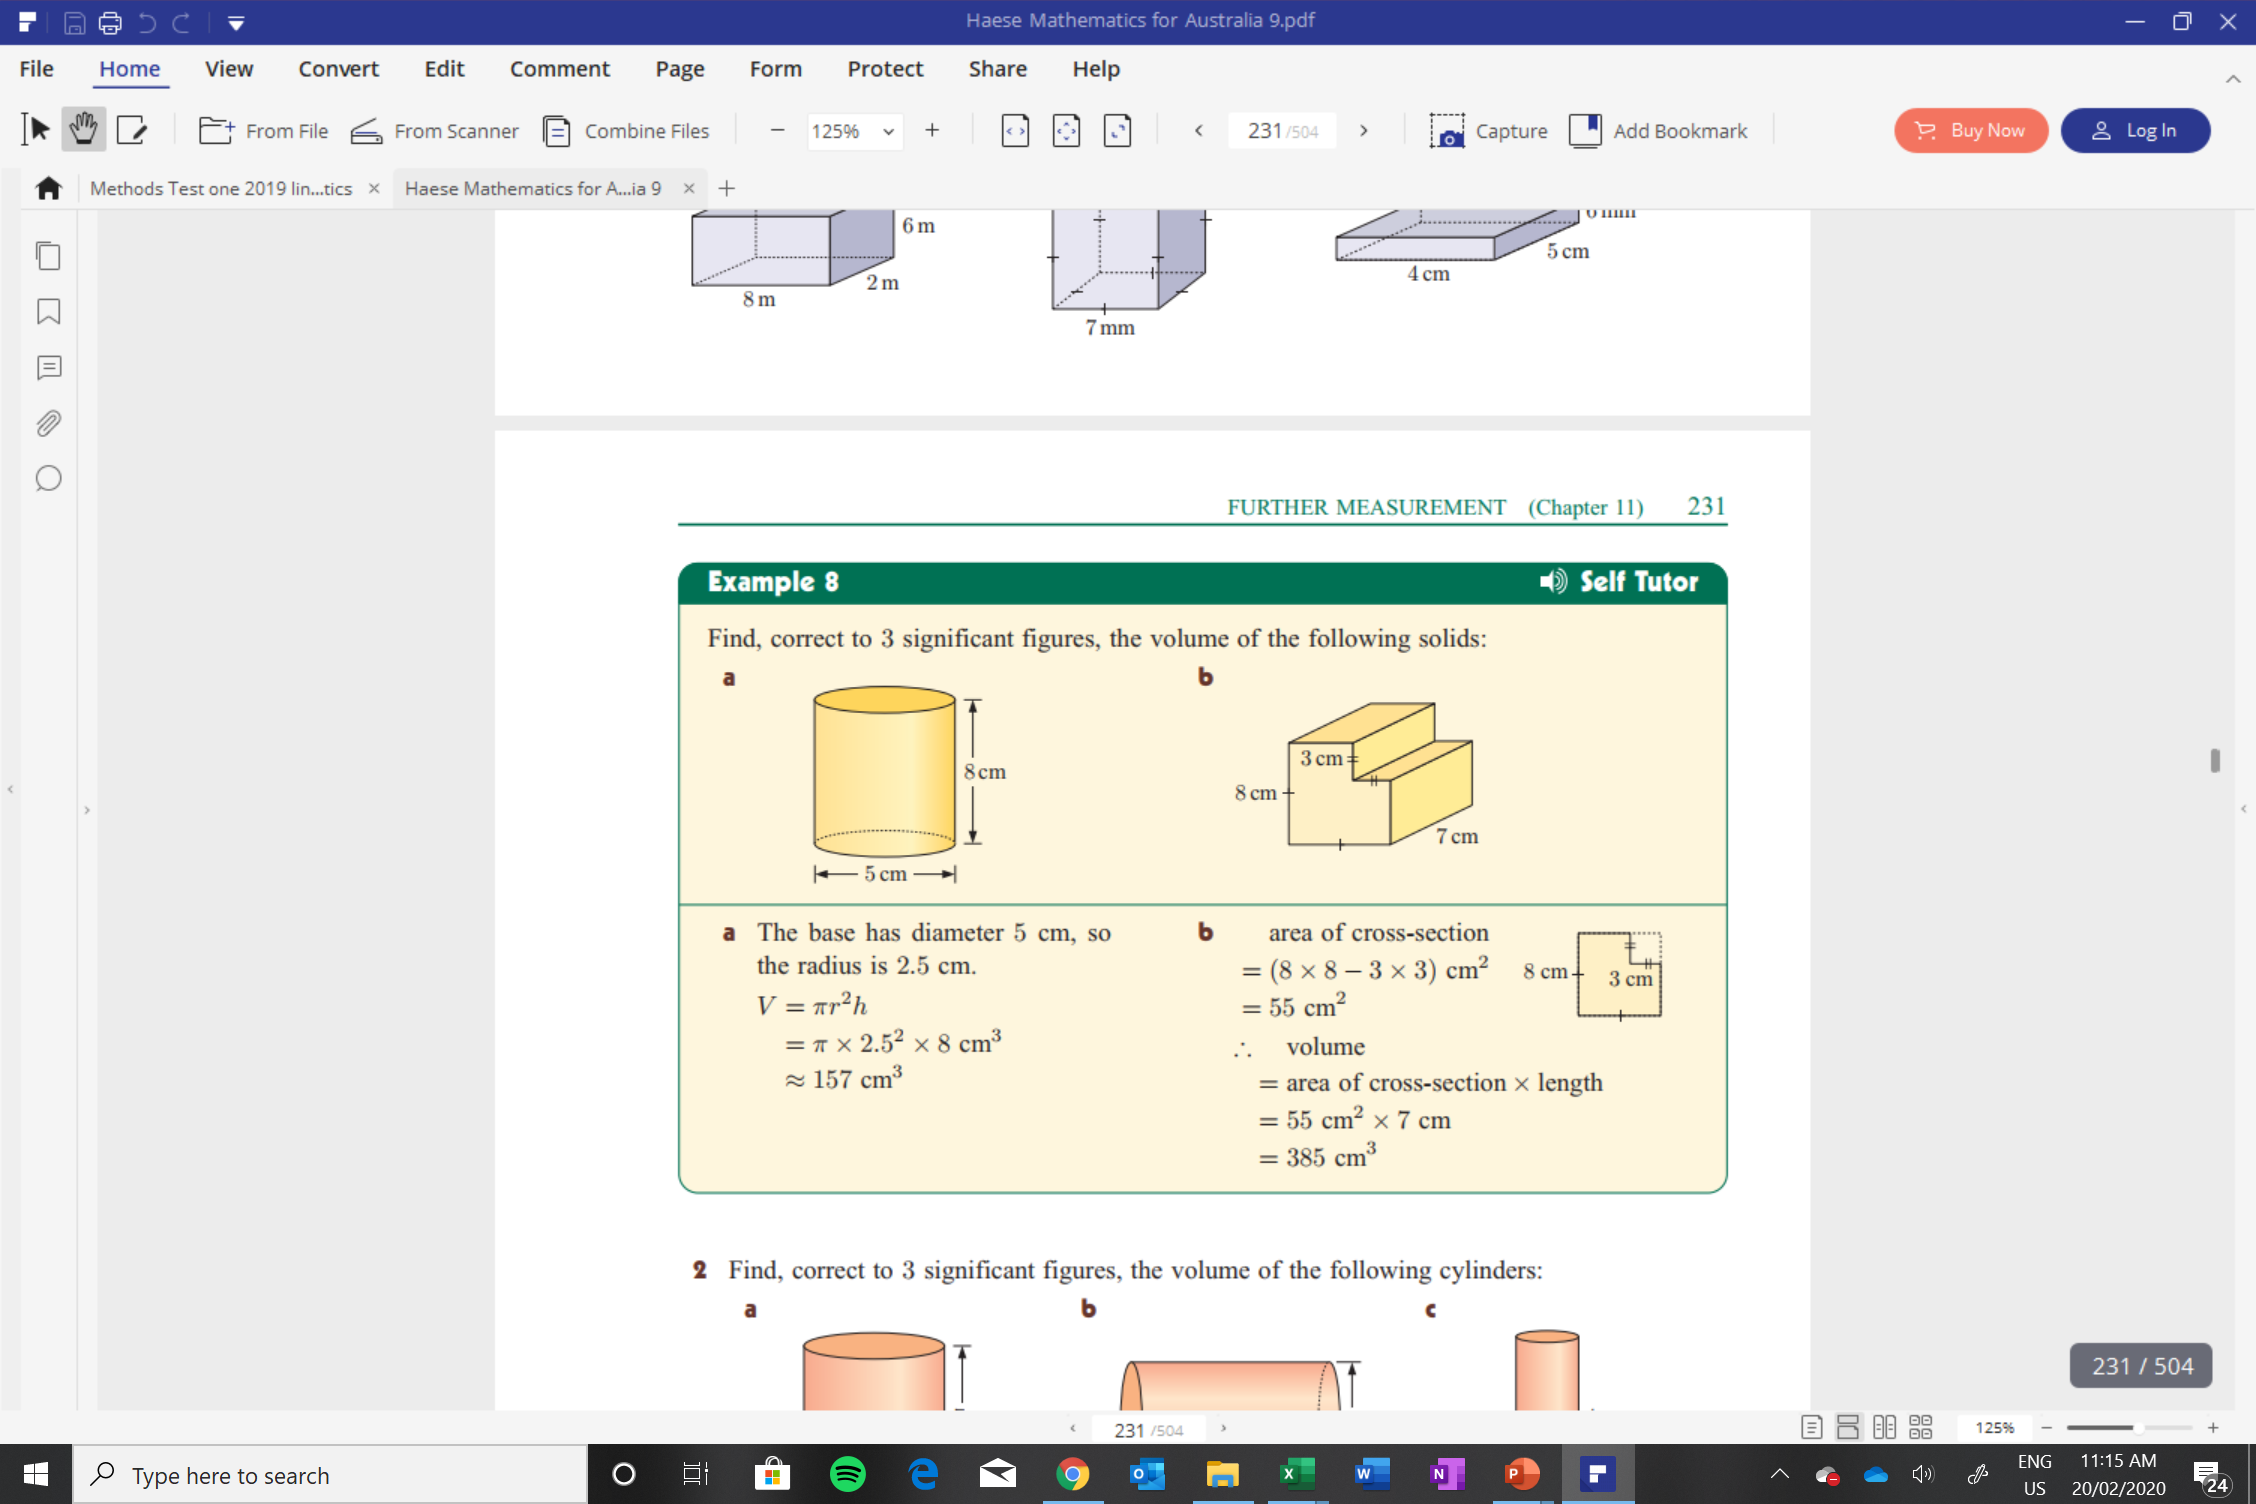 Haese Mathematics for Australia 9.pdf
File Home View Convert Edit Comment Page Form Protect Share Help
From File From Scanner Combine Files 125% 231/504 Capture Add Bookmark Buy Now Log In
Methods Test one 2019 lin...tics Haese Mathematics for A...ia 9
6 m
2 m
8 m
7 mm
5 cm
4 cm
FURTHER MEASUREMENT (Chapter 11) 231
Example 8 Self Tutor
Find, correct to 3 significant figures, the volume of the following solids:
a b
8 cm
5 cm
3 cm
8 cm
7 cm
a The base has diameter 5 cm, so
the radius is 2.5 cm.
V = πr²h
= π × 2.5² × 8 cm³
≈ 157 cm³
b area of cross-section
= (8 × 8 − 3 × 3) cm²
= 55 cm²
8 cm
3 cm
∴ volume
= area of cross-section × length
= 55 cm² × 7 cm
= 385 cm³
2 Find, correct to 3 significant figures, the volume of the following cylinders:
a b c
231 / 504
231 /504 125%
Type here to search
ENG
US
11:15 AM
20/02/2020
24